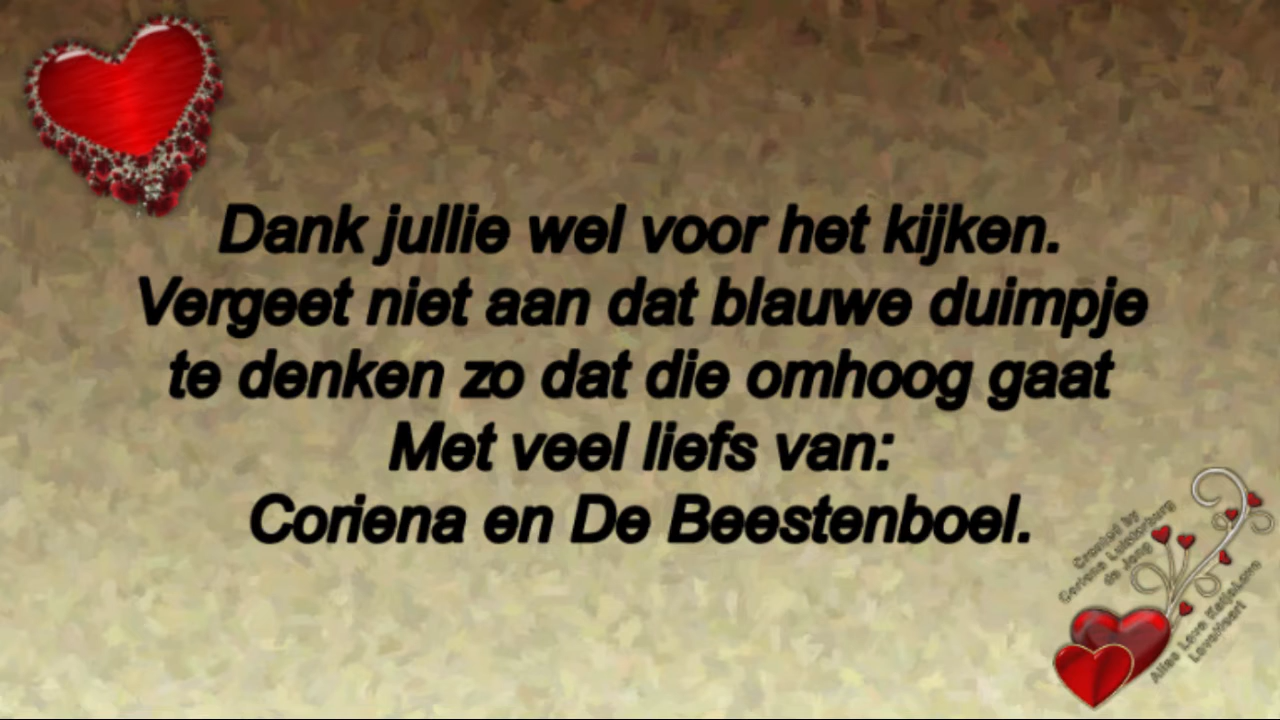 Dank jullie wel voor het kijken.
Vergeet niet aan dat blauwe duimpje
te denken zo dat die omhoog gaat
Met veel liefs van:
Coriena en De Beestenboel.
Created by
de Jong